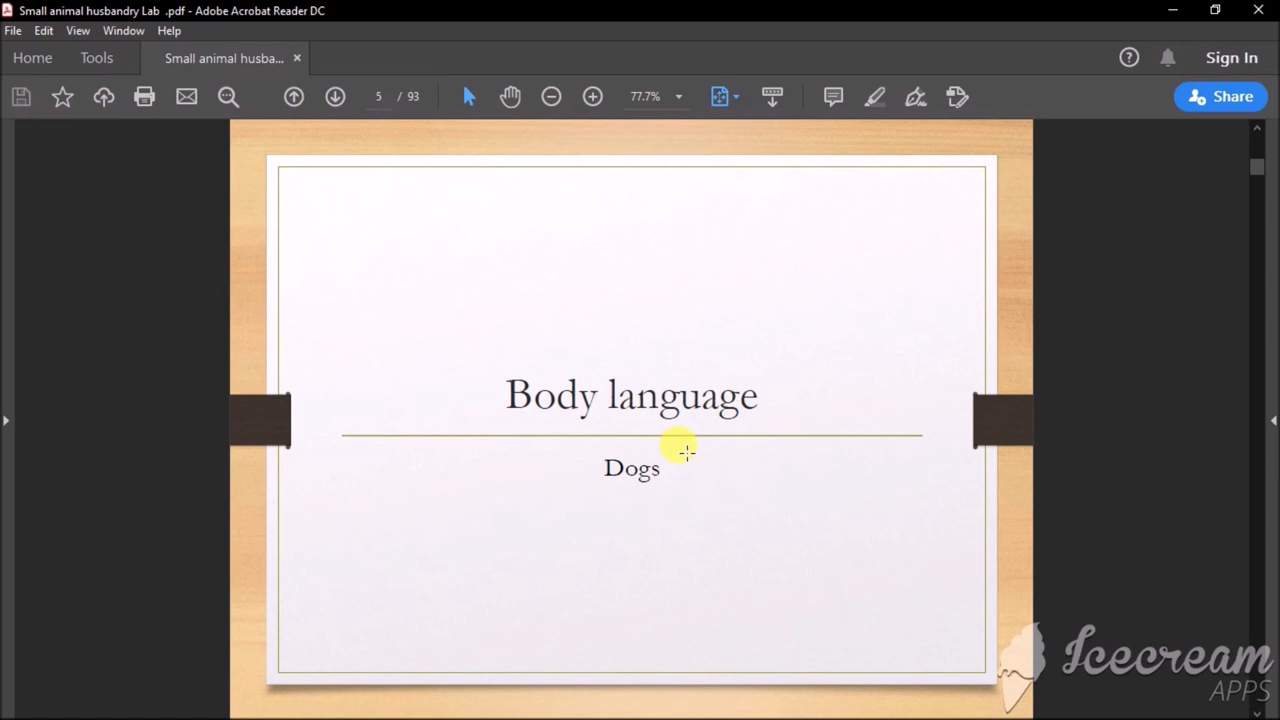 Small animal husbandry Lab .pdf - Adobe Acrobat Reader DC
File Edit View Window Help
Home Tools Small animal husba... Sign In
5 / 93 77.7% Share
Body language
Dogs
Icecream
APPS